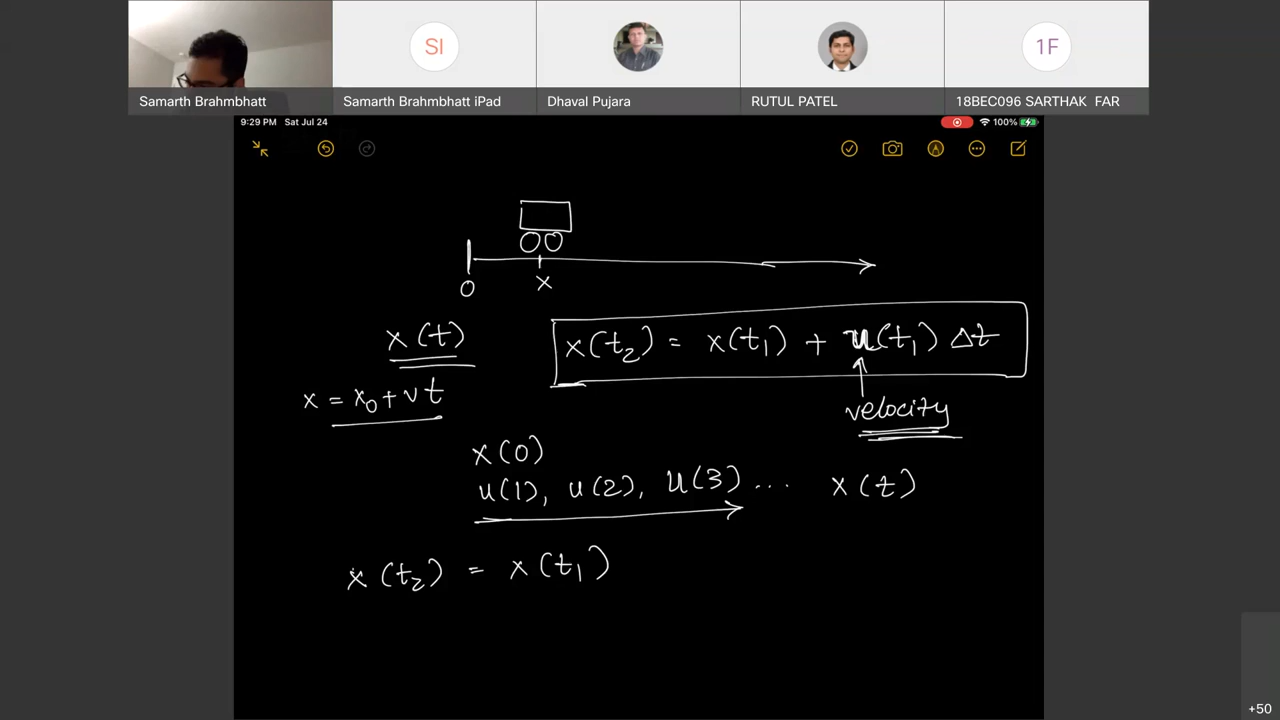 SI
1F
Samarth Brahmbhatt
Samarth Brahmbhatt iPad
Dhaval Pujara
RUTUL PATEL
18BEC096 SARTHAK FAR
9:29 PM Sat Jul 24
100%
0
x
x(t)
x(t₂) = x(t₁) + u(t₁) Δt
x = x₀ + vt
velocity
x(0)
u(1), u(2), u(3) ... x(t)
x(t₂) = x(t₁)
+50